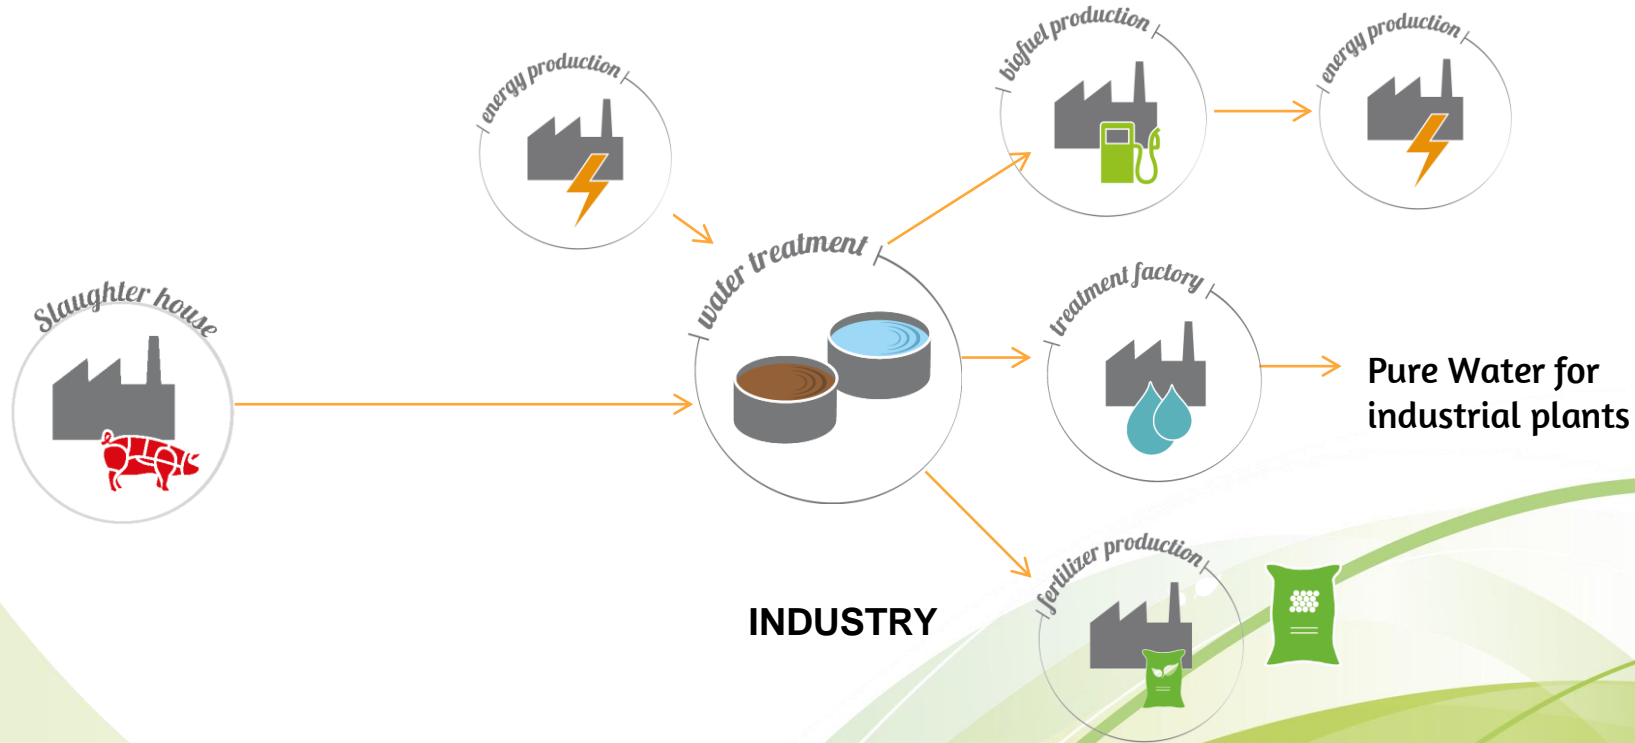 biofuel production
energy production
energy production
water treatment
treatment factory
Slaughter house
Pure Water for
industrial plants
fertilizer production
INDUSTRY